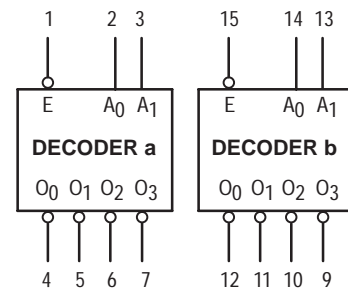 1 2 3 15 14 13
E A0 A1 E A0 A1
DECODER a DECODER b
O0 O1 O2 O3 O0 O1 O2 O3
4 5 6 7 12 11 10 9